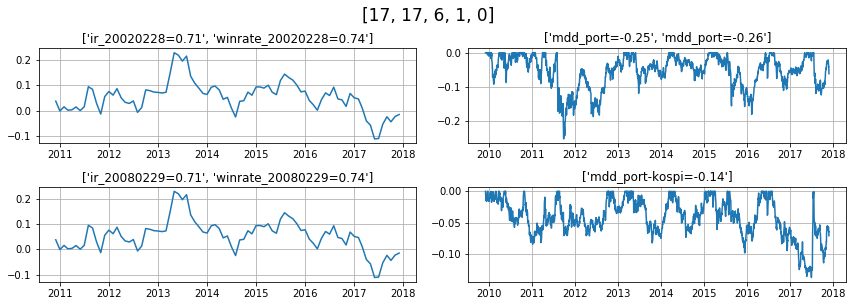 [17, 17, 6, 1, 0]
['ir_20020228=0.71', 'winrate_20020228=0.74']
0.2
0.1
0.0
−0.1
2011 2012 2013 2014 2015 2016 2017 2018
['mdd_port=-0.25', 'mdd_port=-0.26']
0.0
−0.1
−0.2
2010 2011 2012 2013 2014 2015 2016 2017 2018
['ir_20080229=0.71', 'winrate_20080229=0.74']
0.2
0.1
0.0
−0.1
2011 2012 2013 2014 2015 2016 2017 2018
['mdd_port-kospi=-0.14']
0.00
−0.05
−0.10
2010 2011 2012 2013 2014 2015 2016 2017 2018